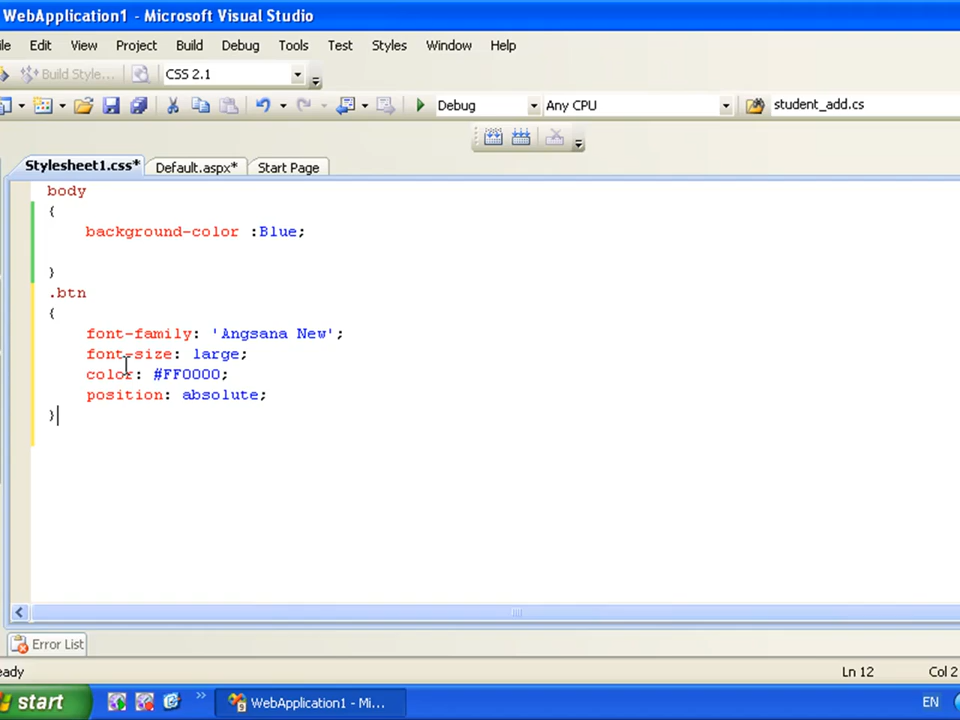 WebApplication1 - Microsoft Visual Studio
ile Edit View Project Build Debug Tools Test Styles Window Help
Build Style... CSS 2.1
Debug Any CPU student_add.cs
Stylesheet1.css* Default.aspx* Start Page
body
{
background-color :Blue;
}
.btn
{
font-family: 'Angsana New';
font-size: large;
color: #FF0000;
position: absolute;
}
Error List
eady Ln 12 Col 2
start WebApplication1 - Mi... EN